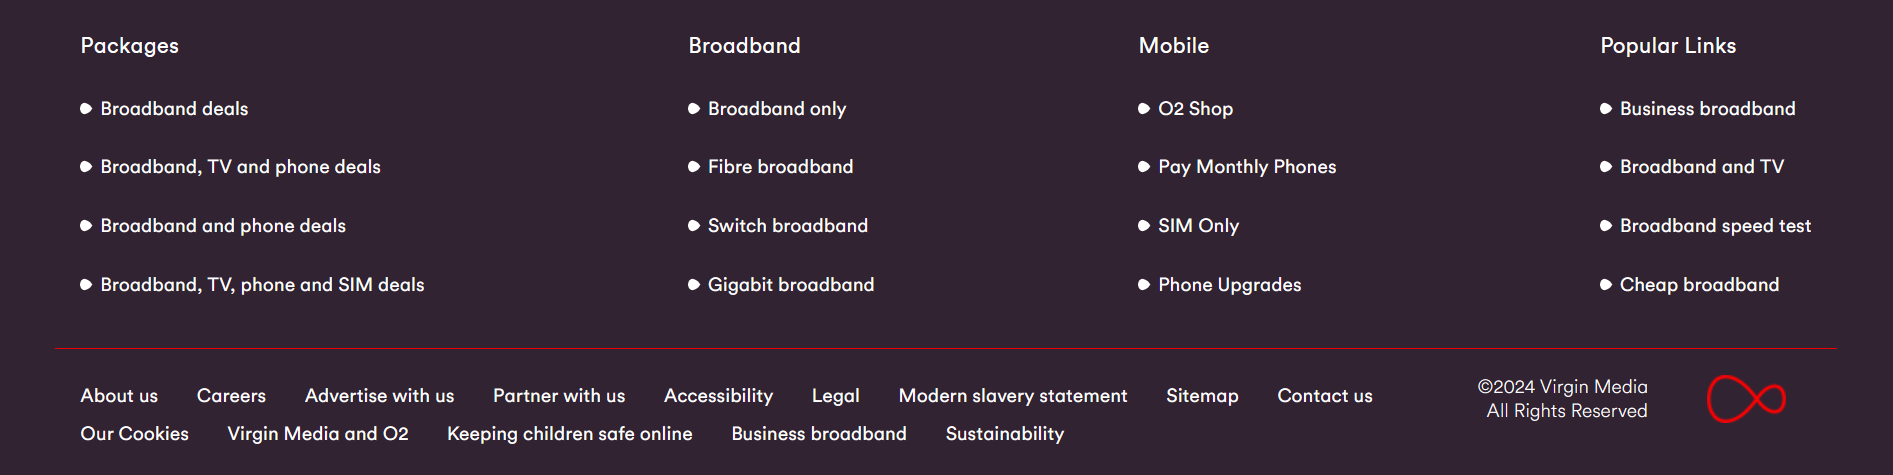 Packages
Broadband deals
Broadband, TV and phone deals
Broadband and phone deals
Broadband, TV, phone and SIM deals
Broadband
Broadband only
Fibre broadband
Switch broadband
Gigabit broadband
Mobile
O2 Shop
Pay Monthly Phones
SIM Only
Phone Upgrades
Popular Links
Business broadband
Broadband and TV
Broadband speed test
Cheap broadband
About us Careers Advertise with us Partner with us Accessibility Legal Modern slavery statement Sitemap Contact us
Our Cookies Virgin Media and O2 Keeping children safe online Business broadband Sustainability
©2024 Virgin Media
All Rights Reserved